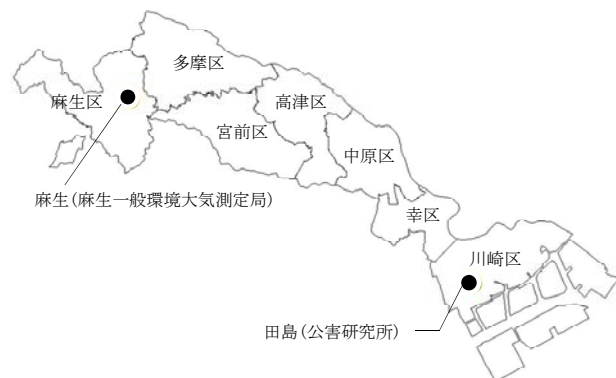 多摩区
麻生区
高津区
宮前区
中原区
麻生(麻生一般環境大気測定局)
幸区
川崎区
田島(公害研究所)